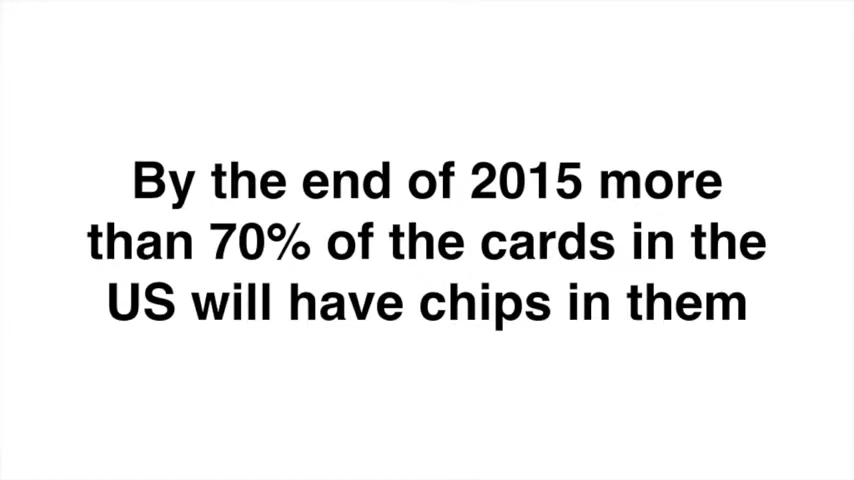 By the end of 2015 more
than 70% of the cards in the
US will have chips in them